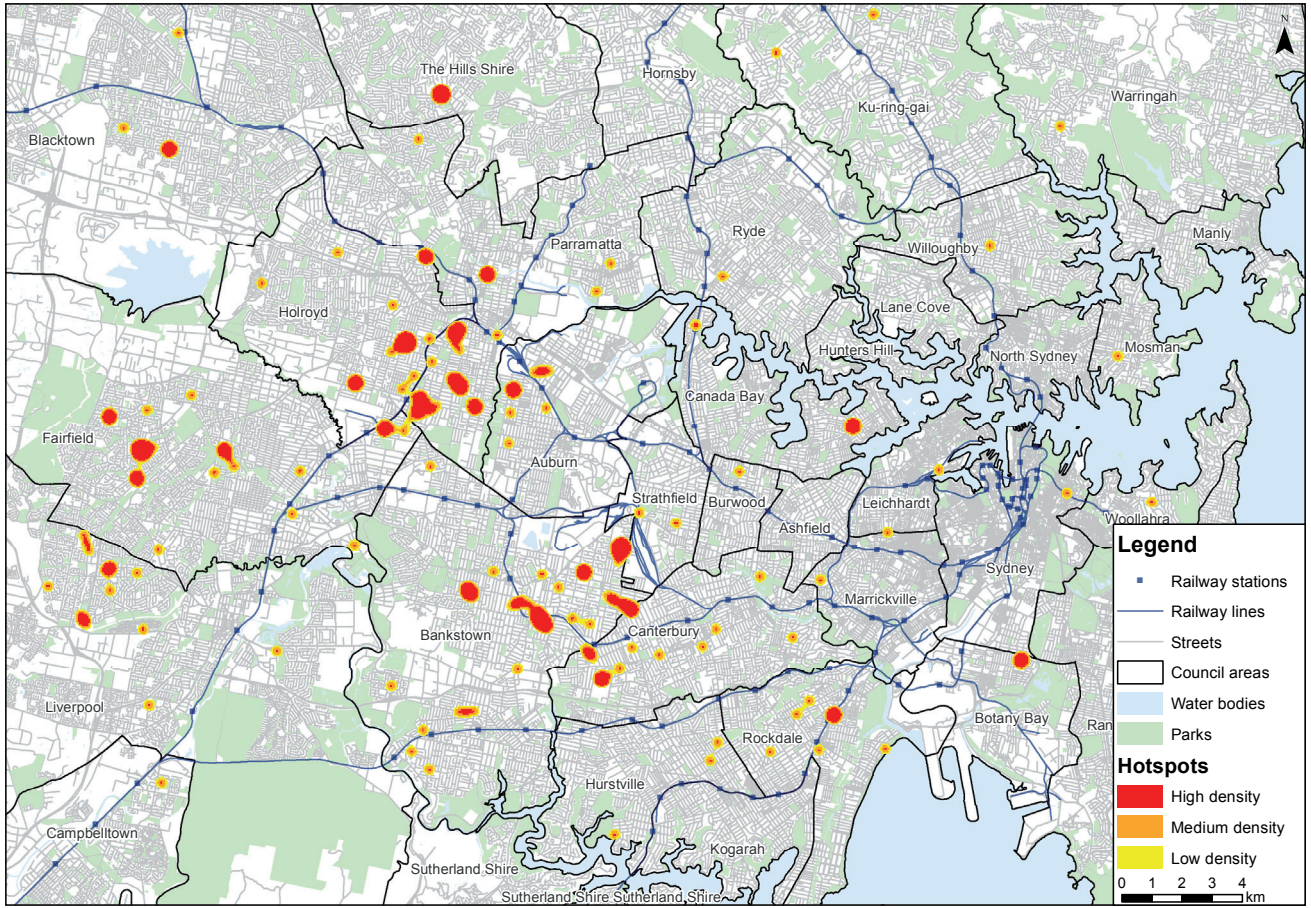 N
The Hills Shire
Hornsby
Warringah
Ku-ring-gai
Blacktown
Manly
Ryde
Parramatta
Willoughby
Holroyd
Lane Cove
Hunters Hill
North Sydney
Mosman
Canada Bay
Fairfield
Auburn
Strathfield
Burwood
Leichhardt
Ashfield
Woollahra
Sydney
Marrickville
Bankstown
Canterbury
Liverpool
Botany Bay
Ran
Rockdale
Hurstville
Campbelltown
Kogarah
Sutherland Shire
Sutherland Shire Sutherland Shire
Legend
Railway stations
Railway lines
Streets
Council areas
Water bodies
Parks
Hotspots
High density
Medium density
Low density
0 1 2 3 4
km